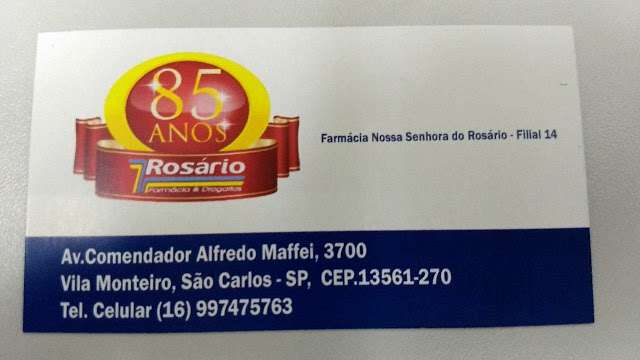 85
ANOS
Rosário
Farmácia & Drogarias
Farmácia Nossa Senhora do Rosário - Filial 14
Av.Comendador Alfredo Maffei, 3700
Vila Monteiro, São Carlos - SP, CEP.13561-270
Tel. Celular (16) 997475763